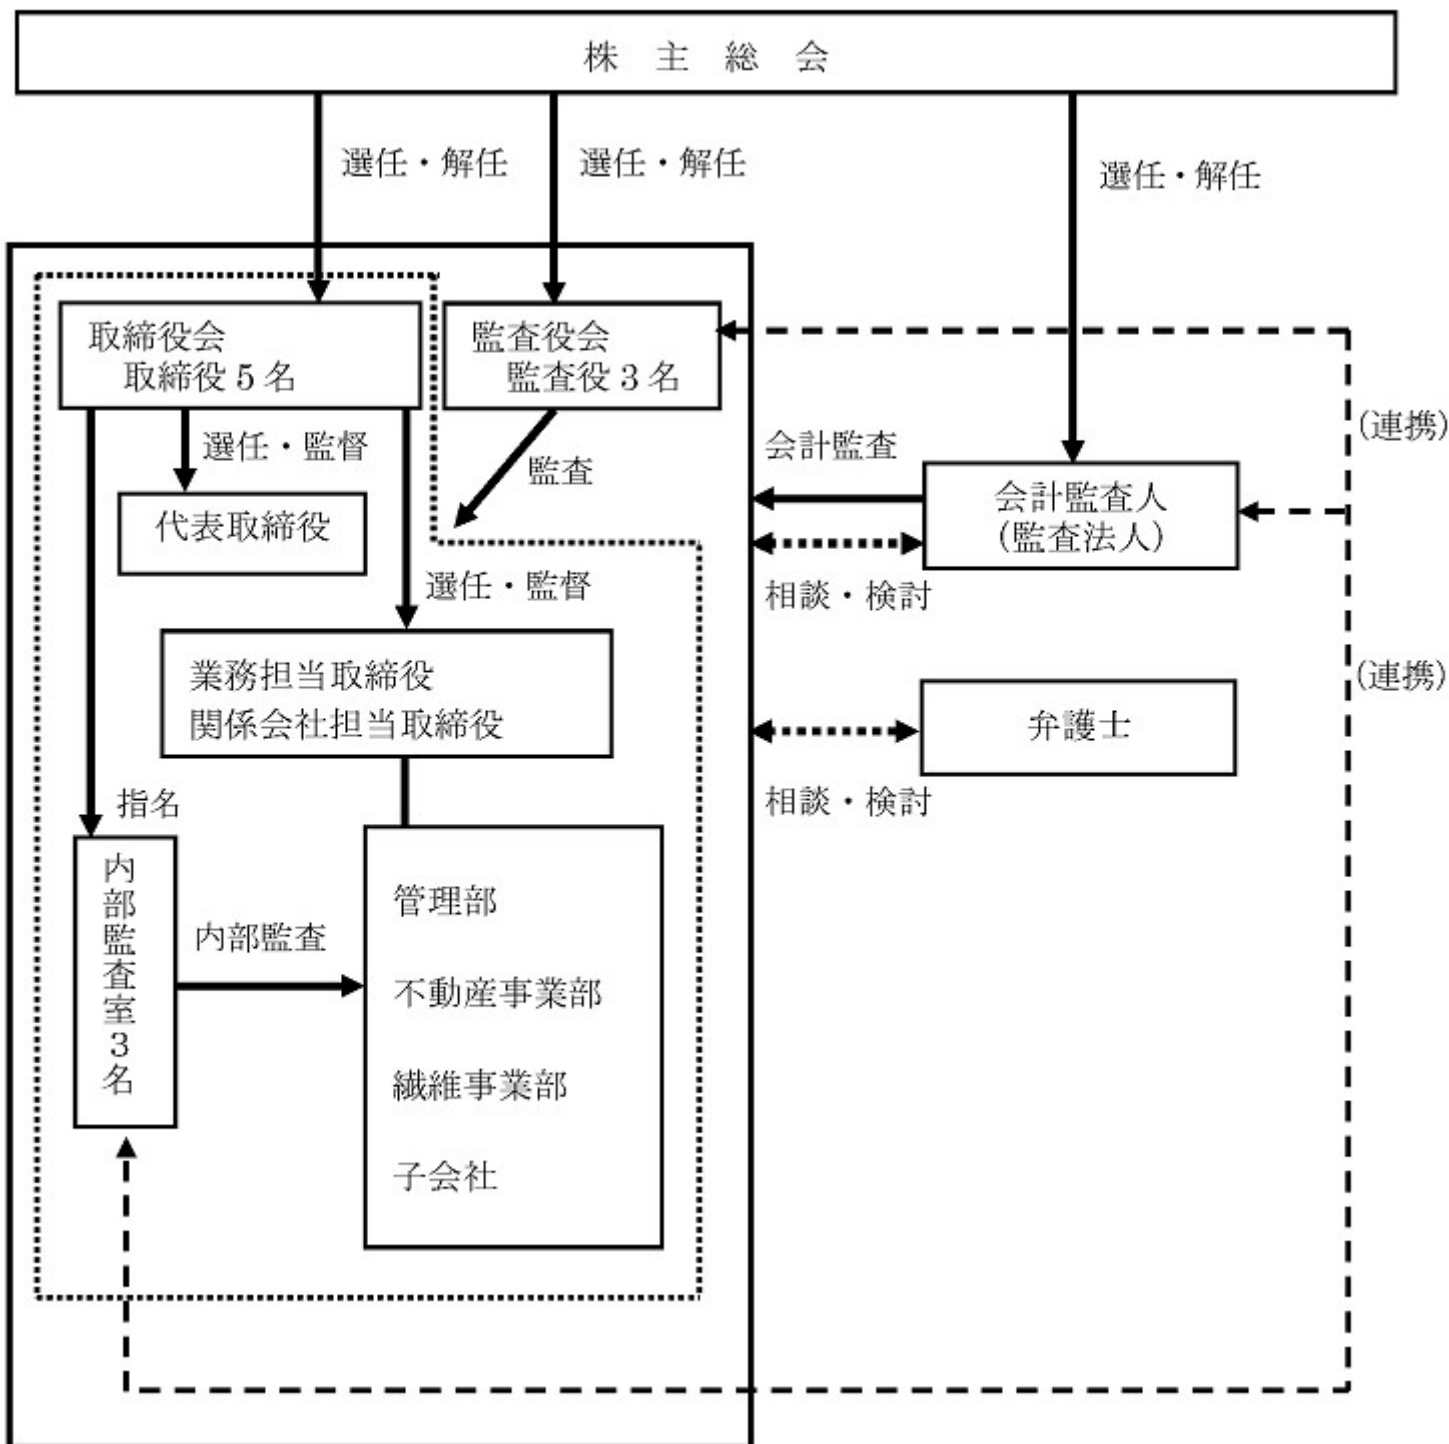 株主総会
選任・解任
選任・解任
選任・解任
取締役会
取締役5名
監査役会
監査役3名
(連携)
選任・監督
監査
会計監査
会計監査人
(監査法人)
代表取締役
選任・監督
相談・検討
業務担当取締役
関係会社担当取締役
(連携)
弁護士
相談・検討
指名
内部監査室3名
内部監査
管理部
不動産事業部
繊維事業部
子会社